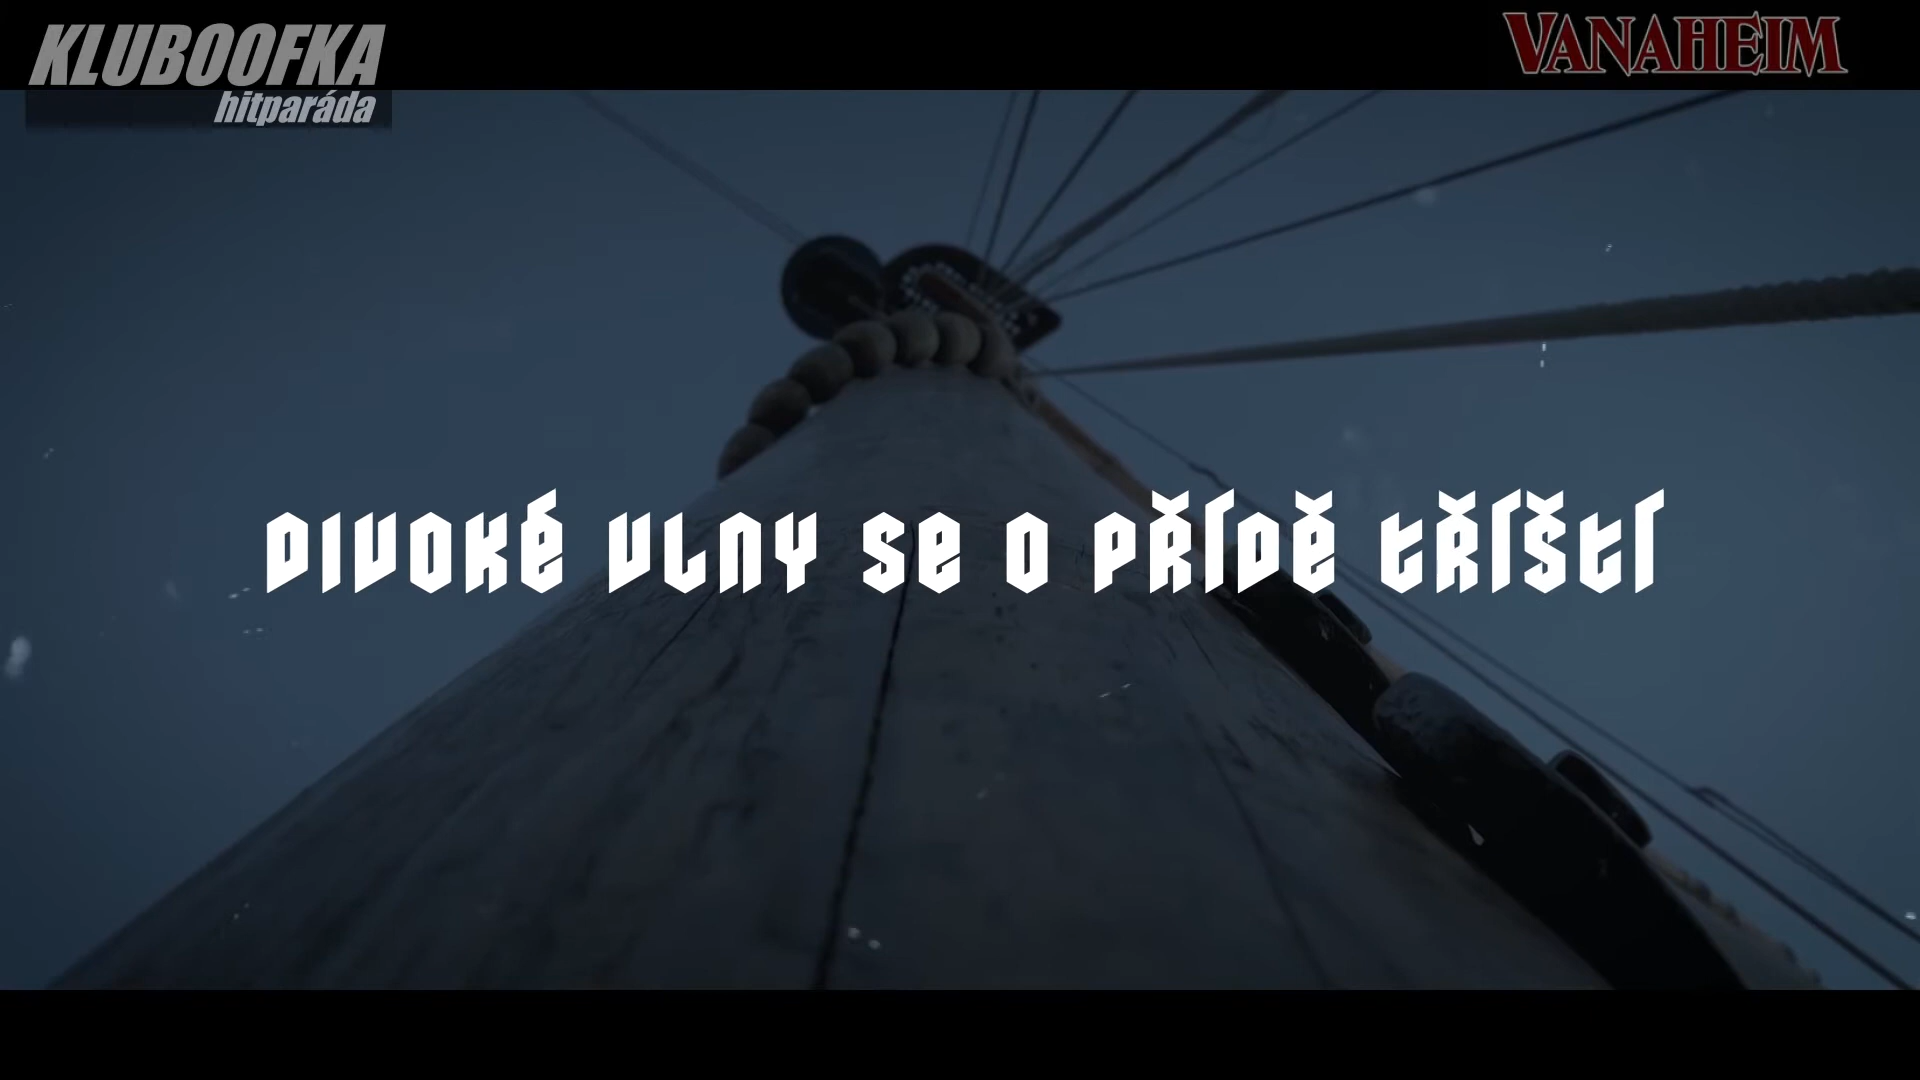 KLUBOOFKA
hitparáda
VANAHEIM
DIVOKÉ VLNY SE O PŘÍDĚ TŘÍŠTÍ